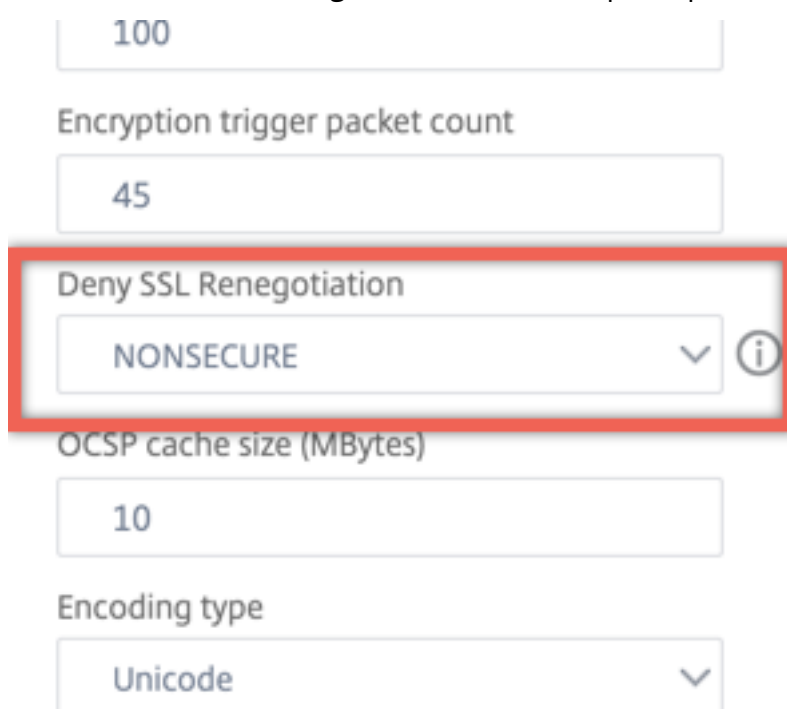 100
Encryption trigger packet count
45
Deny SSL Renegotiation
NONSECURE
OCSP cache size (MBytes)
10
Encoding type
Unicode